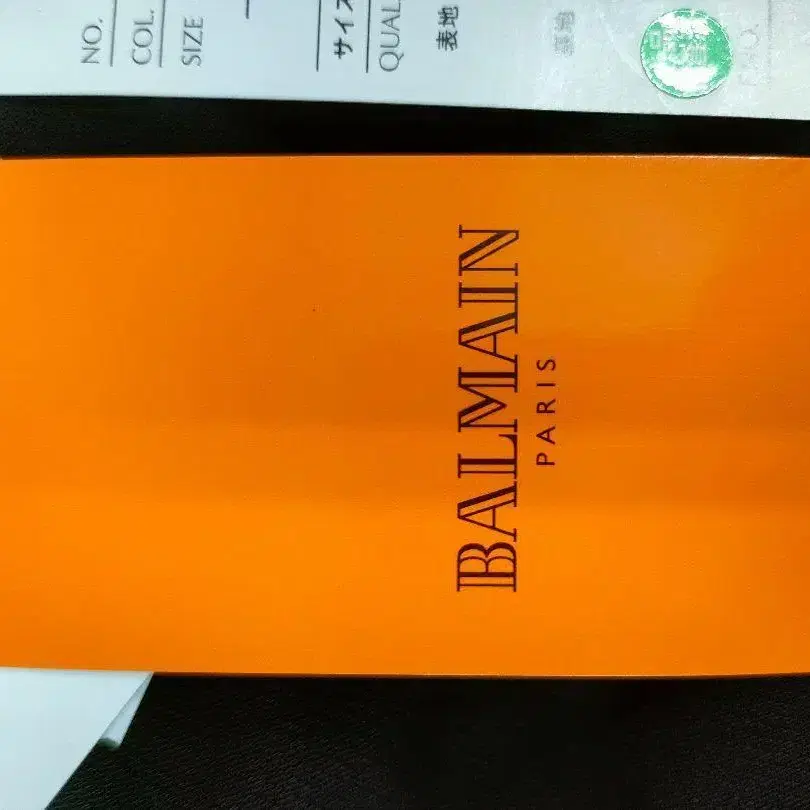 NO.
COL.
SIZE
サイズ
QUAL
表地
BALMAIN
PARIS